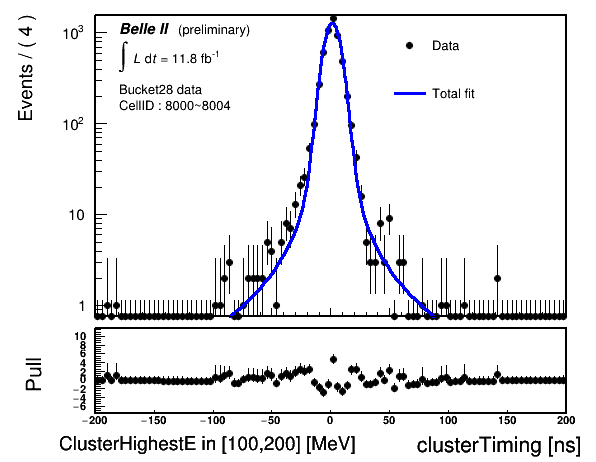 Belle II (preliminary)
∫ L dt = 11.8 fb⁻¹
Bucket28 data
CellID : 8000~8004
Data
Total fit
Events / ( 4 )
10³
10²
10
1
Pull
10
8
6
4
2
0
−2
−4
−6
−200 −150 −100 −50 0 50 100 150 200
ClusterHighestE in [100,200] [MeV] clusterTiming [ns]